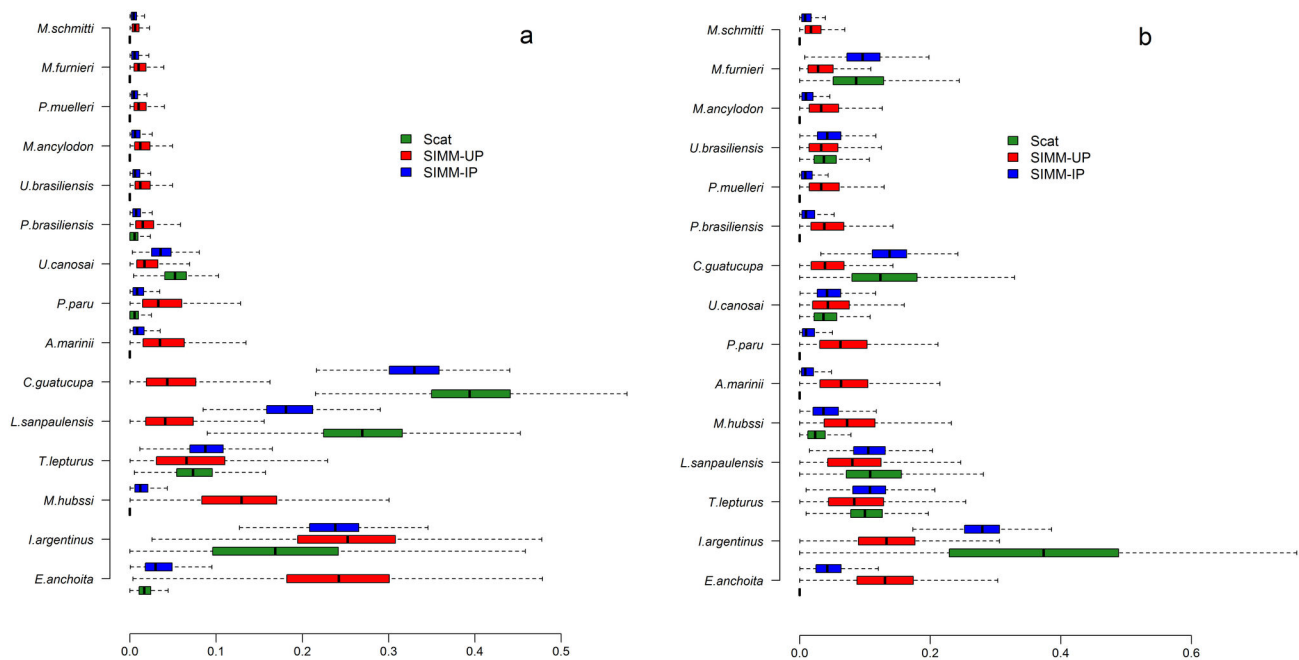 a
M.schmitti
M.furnieri
P.muelleri
M.ancylodon
U.brasiliensis
P.brasiliensis
U.canosai
P.paru
A.marinii
C.guatucupa
L.sanpaulensis
T.lepturus
M.hubssi
I.argentinus
E.anchoita
Scat
SIMM-UP
SIMM-IP
0.0 0.1 0.2 0.3 0.4 0.5
b
M.schmitti
M.furnieri
M.ancylodon
U.brasiliensis
P.muelleri
P.brasiliensis
C.guatucupa
U.canosai
P.paru
A.marinii
M.hubssi
L.sanpaulensis
T.lepturus
I.argentinus
E.anchoita
Scat
SIMM-UP
SIMM-IP
0.0 0.2 0.4 0.6